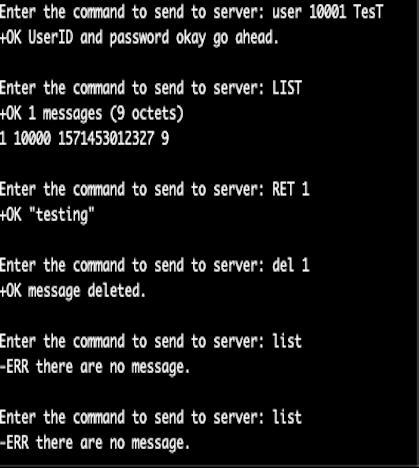 Enter the command to send to server: user 10001 TesT
+OK UserID and password okay go ahead.
Enter the command to send to server: LIST
+OK 1 messages (9 octets)
1 10000 1571453012327 9
Enter the command to send to server: RET 1
+OK "testing"
Enter the command to send to server: del 1
+OK message deleted.
Enter the command to send to server: list
-ERR there are no message.
Enter the command to send to server: list
-ERR there are no message.